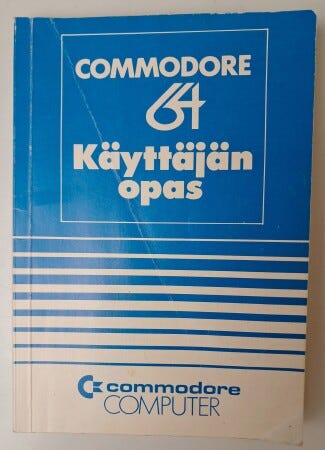 COMMODORE
64
Käyttäjän
opas
commodore
COMPUTER